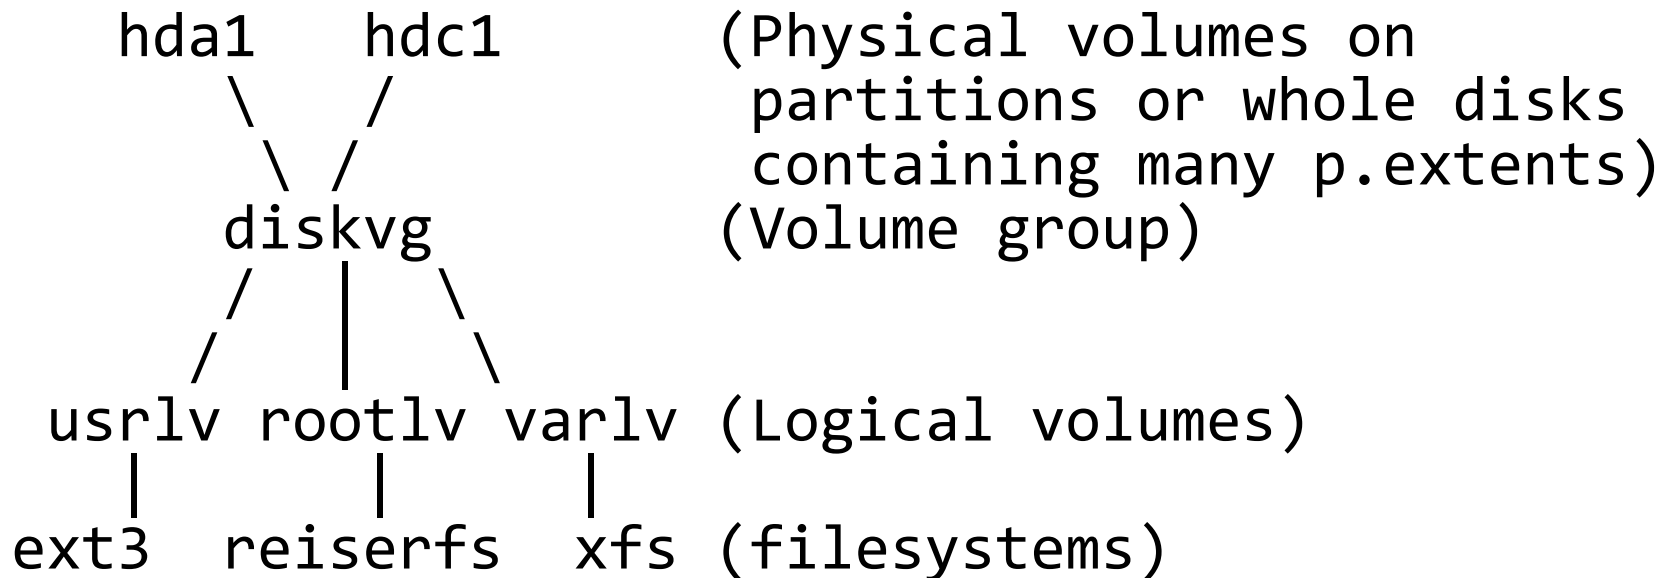 hda1   hdc1      (Physical volumes on
partitions or whole disks
containing many p.extents)
diskvg        (Volume group)
usrlv rootlv varlv (Logical volumes)
ext3  reiserfs  xfs (filesystems)